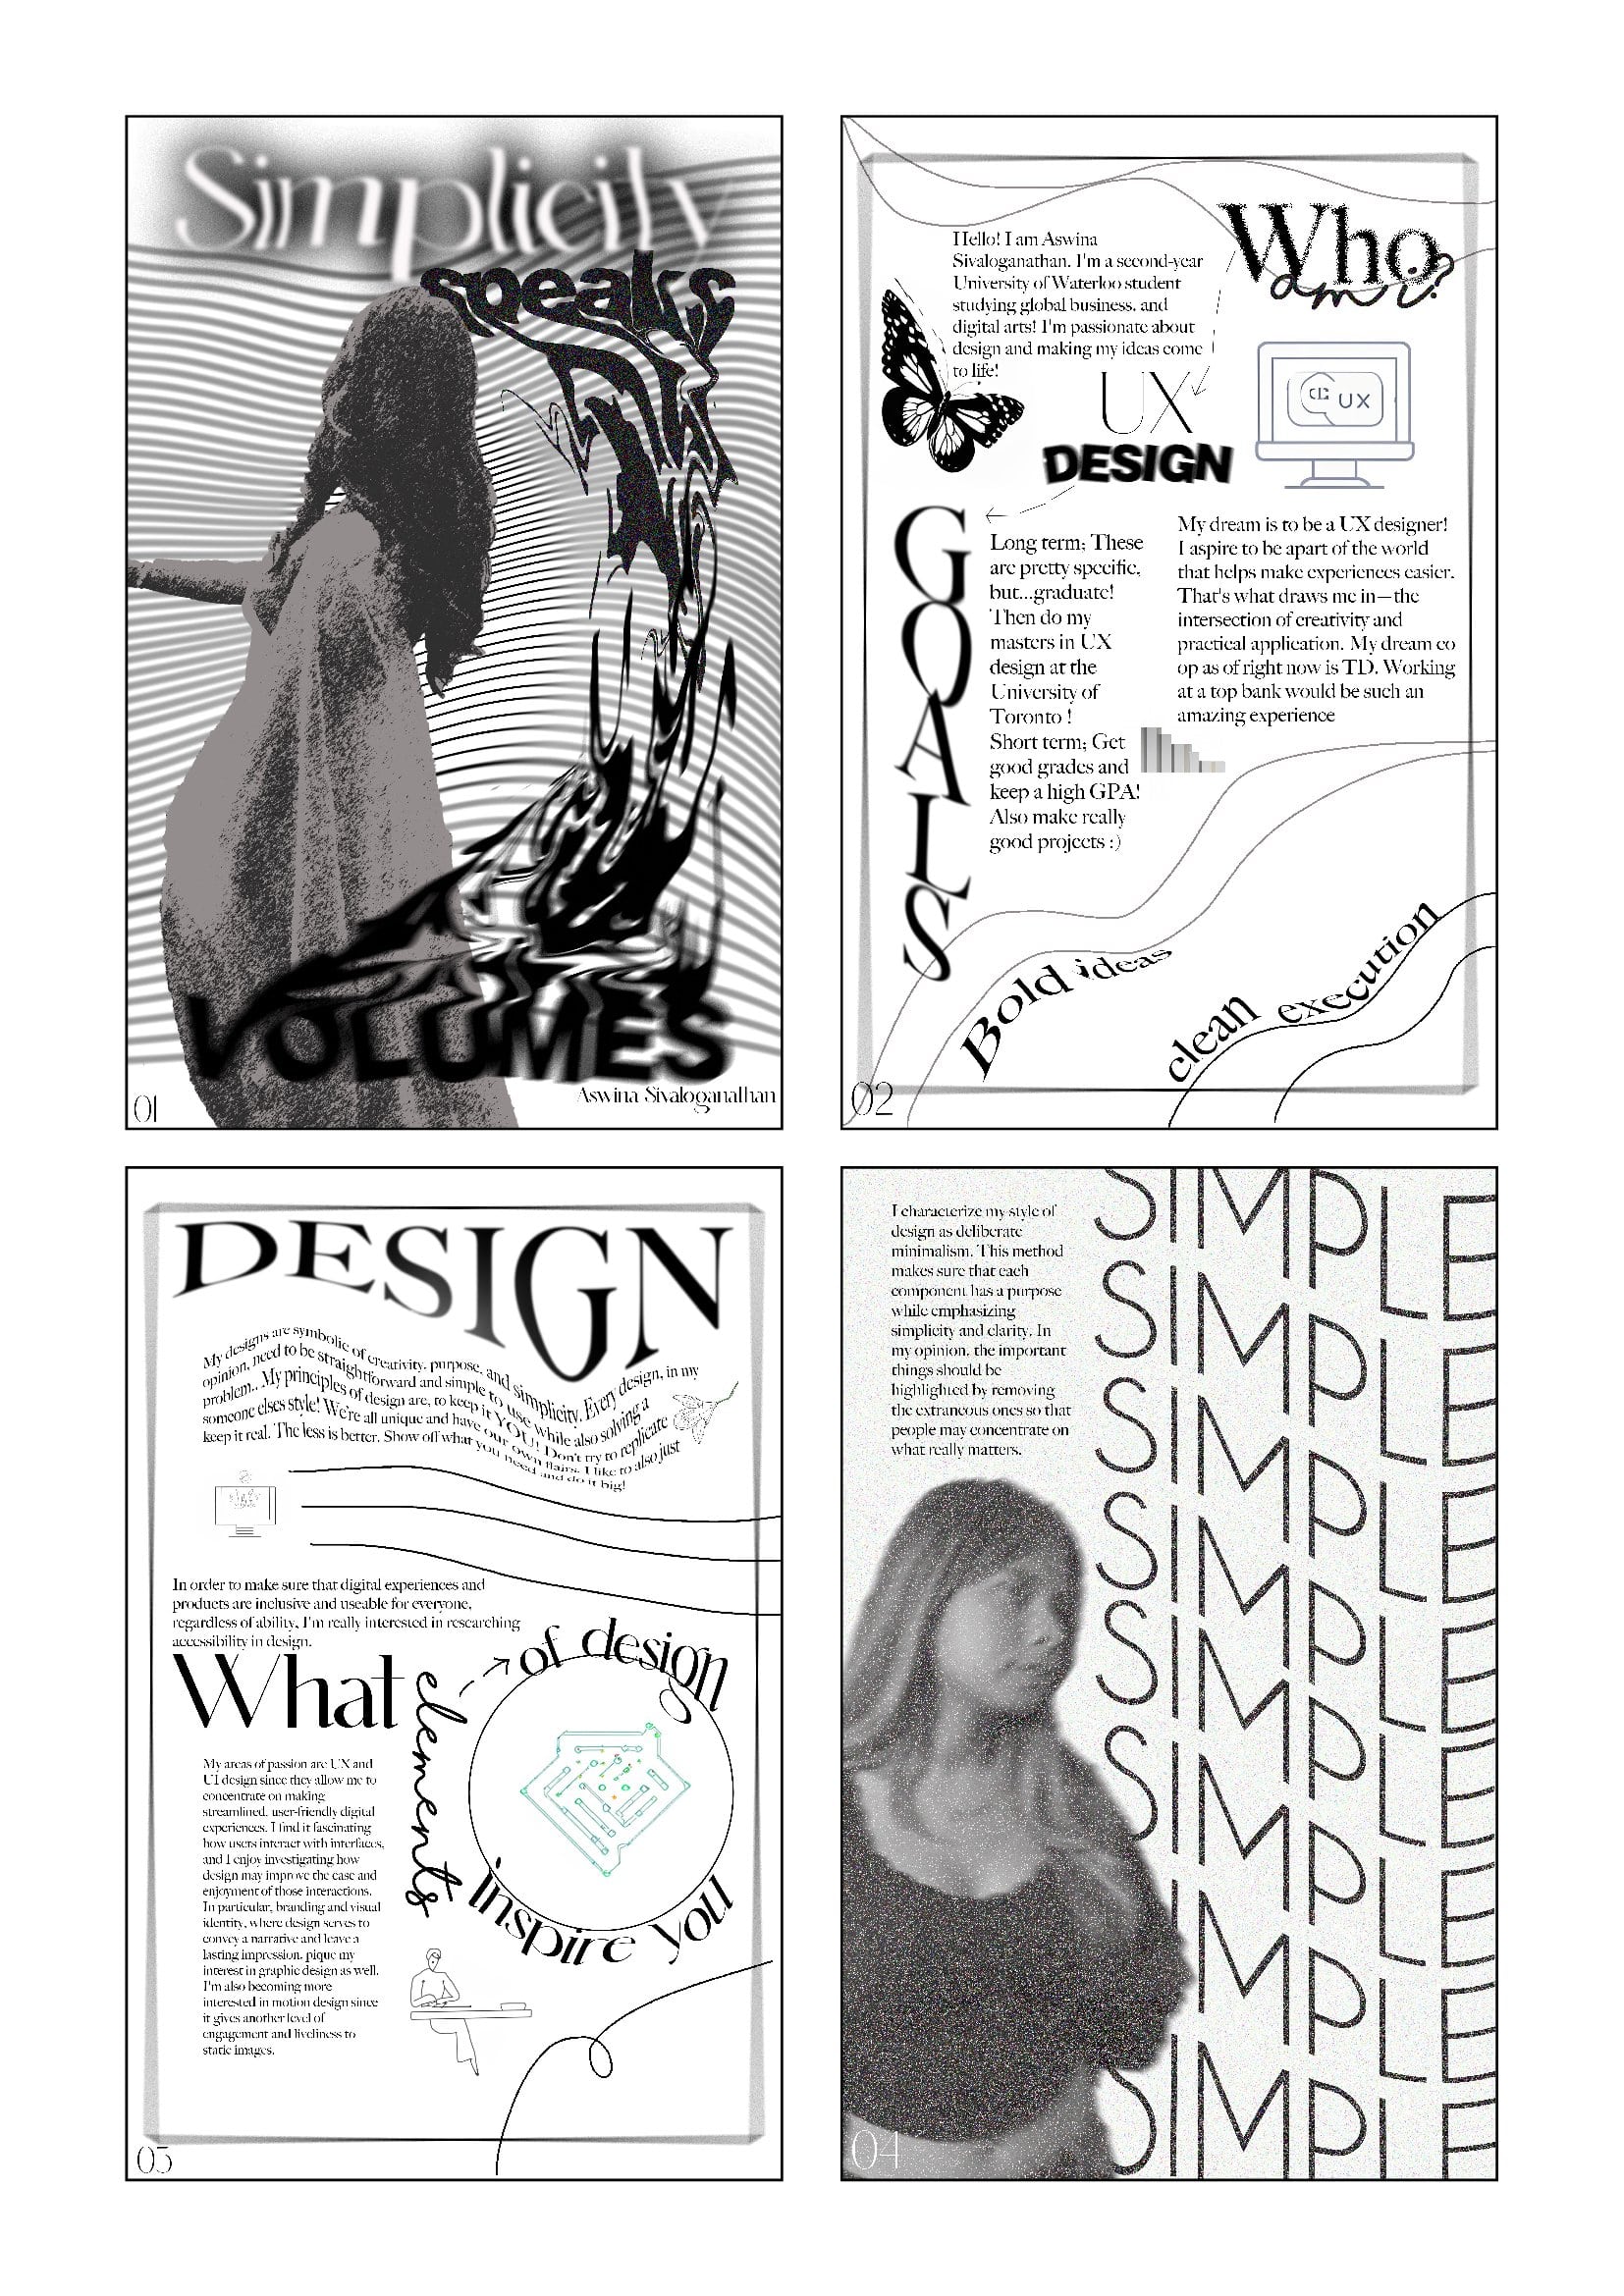 Simplicity
speaks
VOLUMES
Aswina Sivaloganathan
01
Who
am i?
Hello! I am Aswina
Sivaloganathan. I'm a second-year
University of Waterloo student
studying global business, and
digital arts! I'm passionate about
design and making my ideas come
to life!
UX
DESIGN
UX
GOALS
Long term; These
are pretty specific,
but...graduate!
Then do my
masters in UX
design at the
University of
Toronto !
Short term; Get
good grades and
keep a high GPA!
Also make really
good projects :)
My dream is to be a UX designer!
I aspire to be apart of the world
that helps make experiences easier.
That's what draws me in—the
intersection of creativity and
practical application. My dream co
op as of right now is TD. Working
at a top bank would be such an
amazing experience
Bold ideas
clean execution
02
DESIGN
My designs are symbolic of creativity, purpose, and simplicity. Every design, in my
opinion, need to be straightforward and simple to use while also solving a
problem.. My principles of design are, to keep it YOU! Don't try to replicate
someone elses style! We're all unique and have our own flairs. I like to also just
keep it real. The less is better. Show off what you need and do it big!
In order to make sure that digital experiences and
products are inclusive and useable for everyone,
regardless of ability, I'm really interested in researching
accessibility in design.
What
elements
of design
inspire you
My areas of passion are UX and
UI design since they allow me to
concentrate on making
streamlined, user-friendly digital
experiences. I find it fascinating
how users interact with interfaces,
and I enjoy investigating how
design may improve the ease and
enjoyment of those interactions.
In particular, branding and visual
identity, where design serves to
convey a narrative and leave a
lasting impression, pique my
interest in graphic design as well.
I'm also becoming more
interested in motion design since
it gives another level of
engagement and liveliness to
static images.
03
I characterize my style of
design as deliberate
minimalism. This method
makes sure that each
component has a purpose
while emphasizing
simplicity and clarity. In
my opinion, the important
things should be
highlighted by removing
the extraneous ones so that
people may concentrate on
what really matters.
SIMPLE
SIMPLE
SIMPLE
SIMPLE
SIMPLE
SIMPLE
SIMPLE
SIMPLE
04